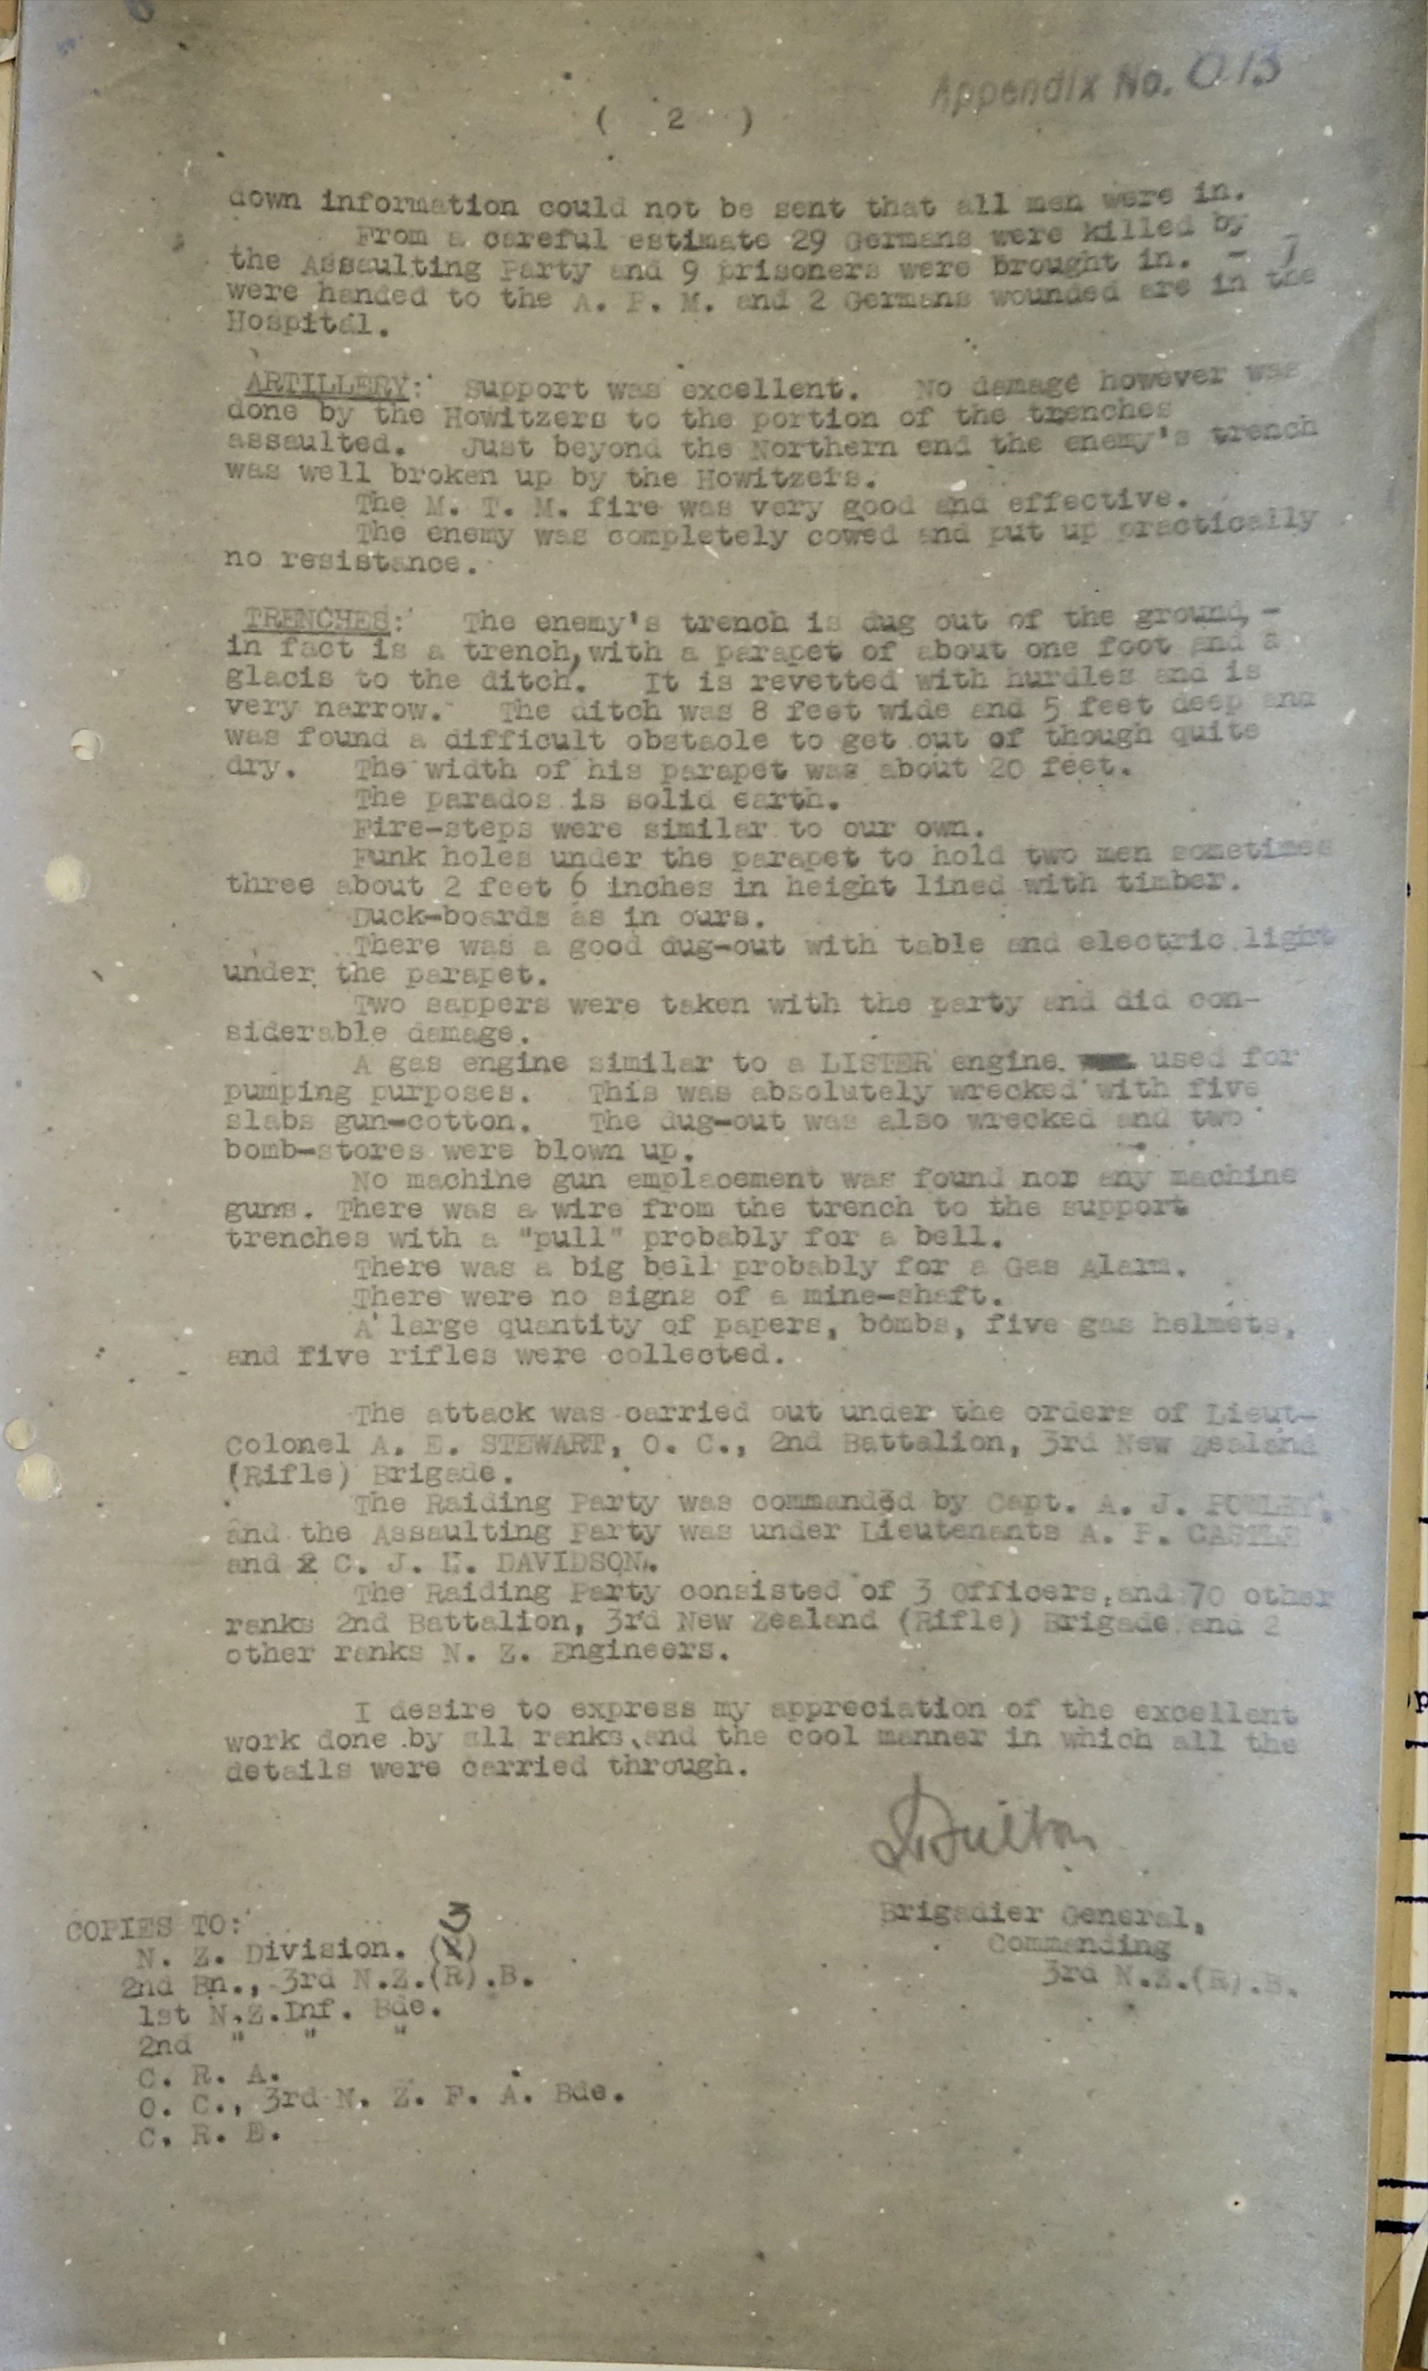 Appendix No. 013
( 2 )
down information could not be sent that all men were in.
From a careful estimate 29 Germans were killed by
the Assaulting Party and 9 prisoners were brought in. - 7
were handed to the A. P. M. and 2 Germans wounded are in the
Hospital.
ARTILLERY: Support was excellent. No damage however was
done by the Howitzers to the portion of the trenches
assaulted. Just beyond the Northern end the enemy's trench
was well broken up by the Howitzers.
The M. T. M. fire was very good and effective.
The enemy was completely cowed and put up practically
no resistance.
TRENCHES: The enemy's trench is dug out of the ground, -
in fact is a trench, with a parapet of about one foot and a
glacis to the ditch. It is revetted with hurdles and is
very narrow. The ditch was 8 feet wide and 5 feet deep and
was found a difficult obstacle to get out of though quite
dry. The width of his parapet was about 20 feet.
The parados is solid earth.
Fire-steps were similar to our own.
Funk holes under the parapet to hold two men sometimes
three about 2 feet 6 inches in height lined with timber.
Duck-boards as in ours.
There was a good dug-out with table and electric light
under the parapet.
Two sappers were taken with the party and did con-
siderable damage.
A gas engine similar to a LISTER engine used for
pumping purposes. This was absolutely wrecked with five
slabs gun-cotton. The dug-out was also wrecked and two
bomb-stores were blown up.
No machine gun emplacement was found nor any machine
guns. There was a wire from the trench to the support
trenches with a "pull" probably for a bell.
There was a big bell probably for a Gas Alarm.
There were no signs of a mine-shaft.
A large quantity of papers, bombs, five gas helmets,
and five rifles were collected.
The attack was carried out under the orders of Lieut-
Colonel A. E. STEWART, O. C., 2nd Battalion, 3rd New Zealand
(Rifle) Brigade.
The Raiding Party was commanded by Capt. A. J. POWLEY,
and the Assaulting Party was under Lieutenants A. P. CASTLE
and C. J. H. DAVIDSON.
The Raiding Party consisted of 3 Officers, and 70 other
ranks 2nd Battalion, 3rd New Zealand (Rifle) Brigade and 2
other ranks N. Z. Engineers.
I desire to express my appreciation of the excellent
work done by all ranks, and the cool manner in which all the
details were carried through.
Fulton
Brigadier General,
Commanding
3rd N.Z.(R).B.
COPIES TO:
N. Z. Division. (3)
2nd Bn., 3rd N.Z.(R).B.
1st N.Z.Inf. Bde.
2nd " " "
C. R. A.
O. C., 3rd N. Z. F. A. Bde.
C. R. E.